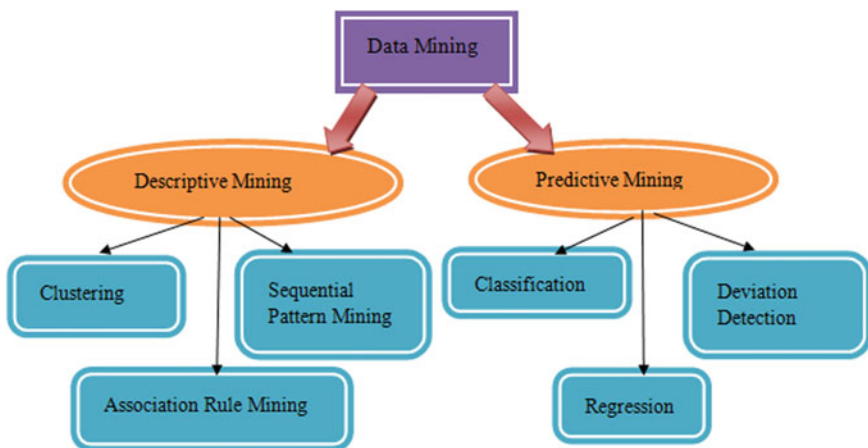 Data Mining
Descriptive Mining
Predictive Mining
Clustering
Sequential
Pattern Mining
Classification
Deviation
Detection
Association Rule Mining
Regression